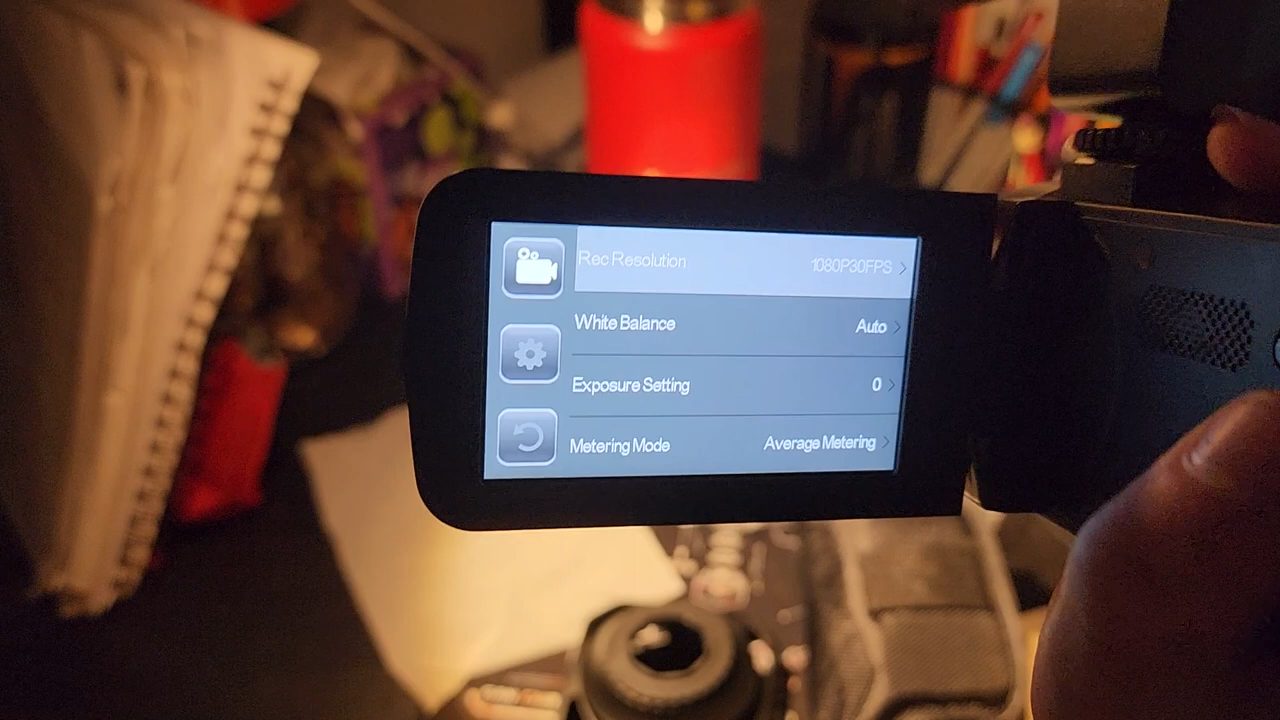 Rec Resolution 1080P30FPS >
White Balance Auto >
Exposure Setting 0 >
Metering Mode Average Metering >